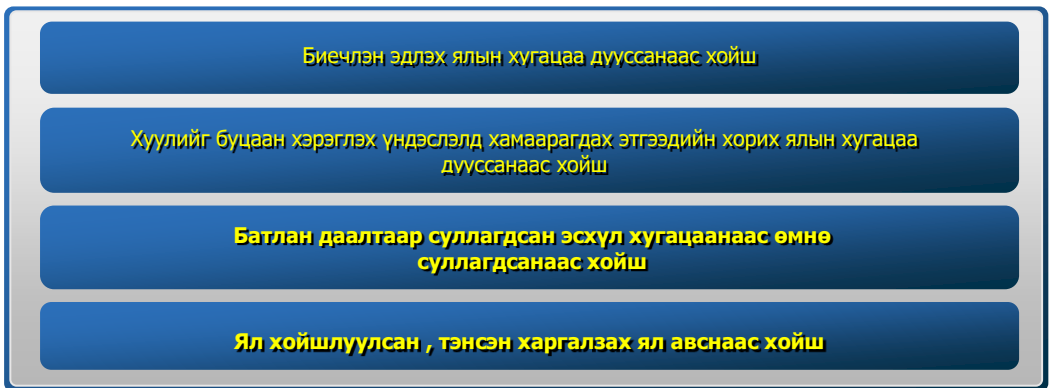 Биечлэн эдлэх ялын хугацаа дууссанаас хойш
Хуулийг буцаан хэрэглэх үндэслэлд хамаарагдах этгээдийн хорих ялын хугацаа
дууссанаас хойш
Батлан даалтаар суллагдсан эсхүл хугацаанаас өмнө
суллагдсанаас хойш
Ял хойшлуулсан , тэнсэн харгалзах ял авснаас хойш